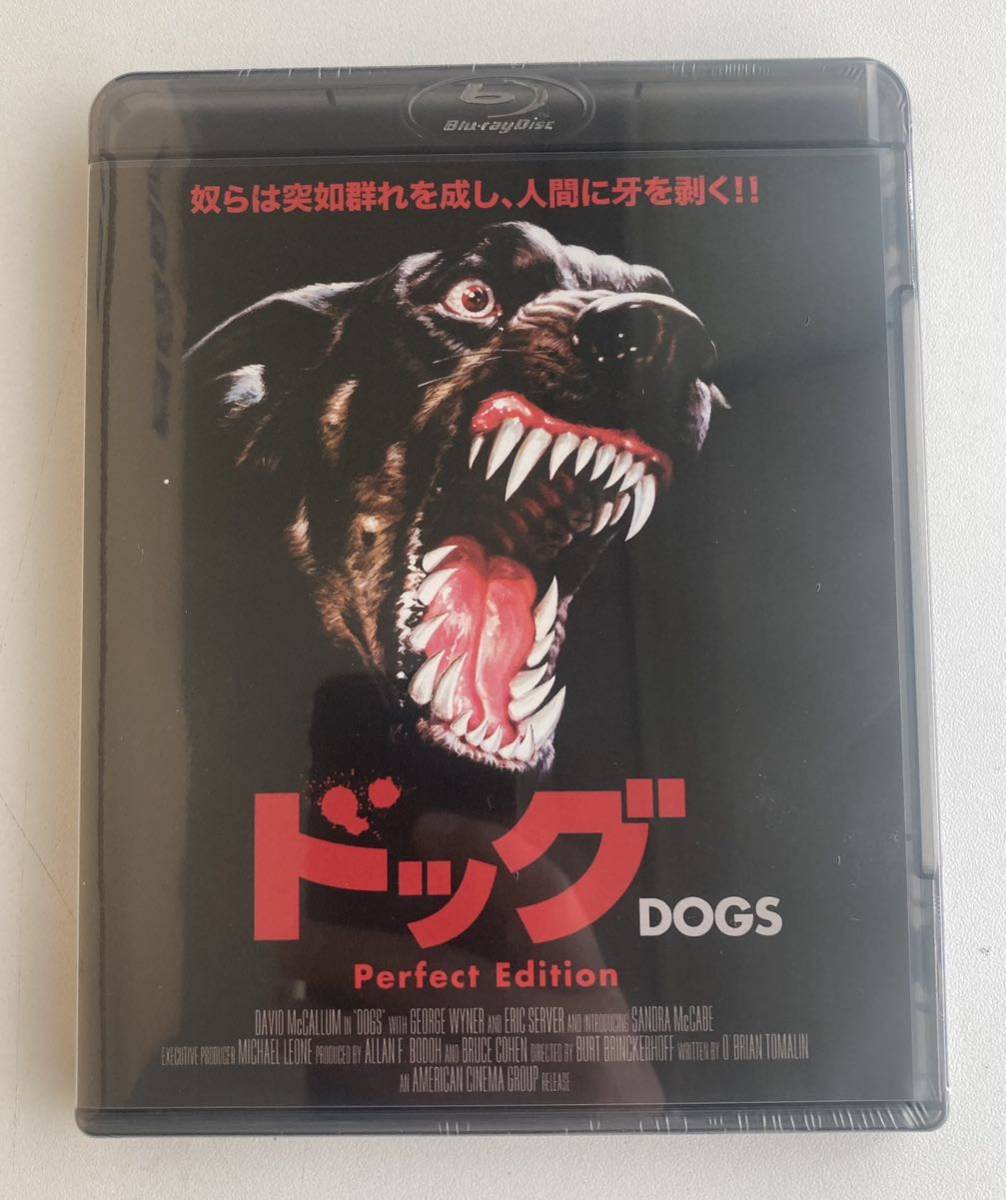 Blu-ray Disc
奴らは突如群れを成し、人間に牙を剥く!!
ドッグ
DOGS
Perfect Edition
DAVID McCALLUM IN "DOGS" WITH GEORGE WYNER AND ERIC SERVER AND INTRODUCING SANDRA McCABE
EXECUTIVE PRODUCER MICHAEL LEONE PRODUCED BY ALLAN F BODOH AND BRUCE COHEN DIRECTED BY BURT BRINCKERHOFF WRITTEN BY O'BRIAN TOMALIN
AN AMERICAN CINEMA GROUP RELEASE